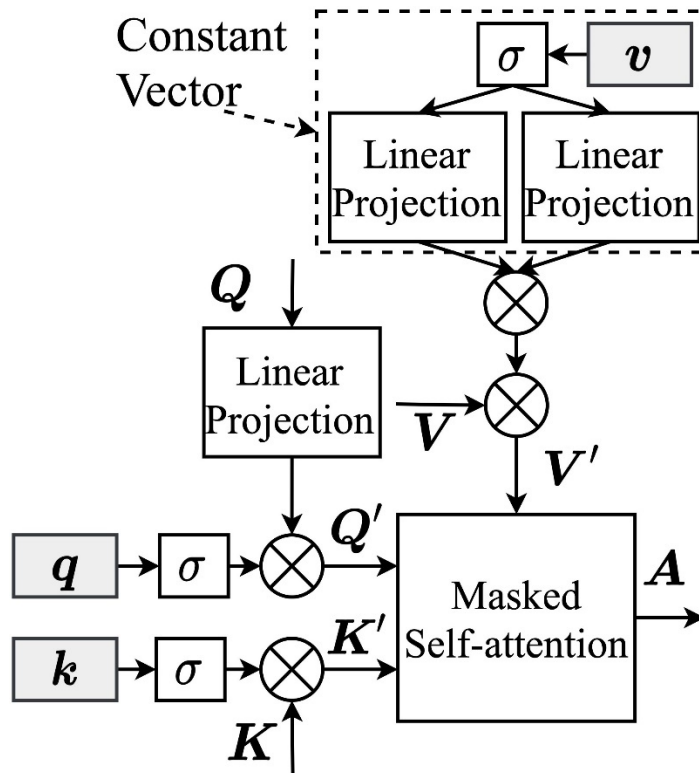 Constant
Vector
σ
v
Linear
Projection
Linear
Projection
Q
Linear
Projection
V
V′
q
σ
Q′
k
σ
K′
K
Masked
Self-attention
A